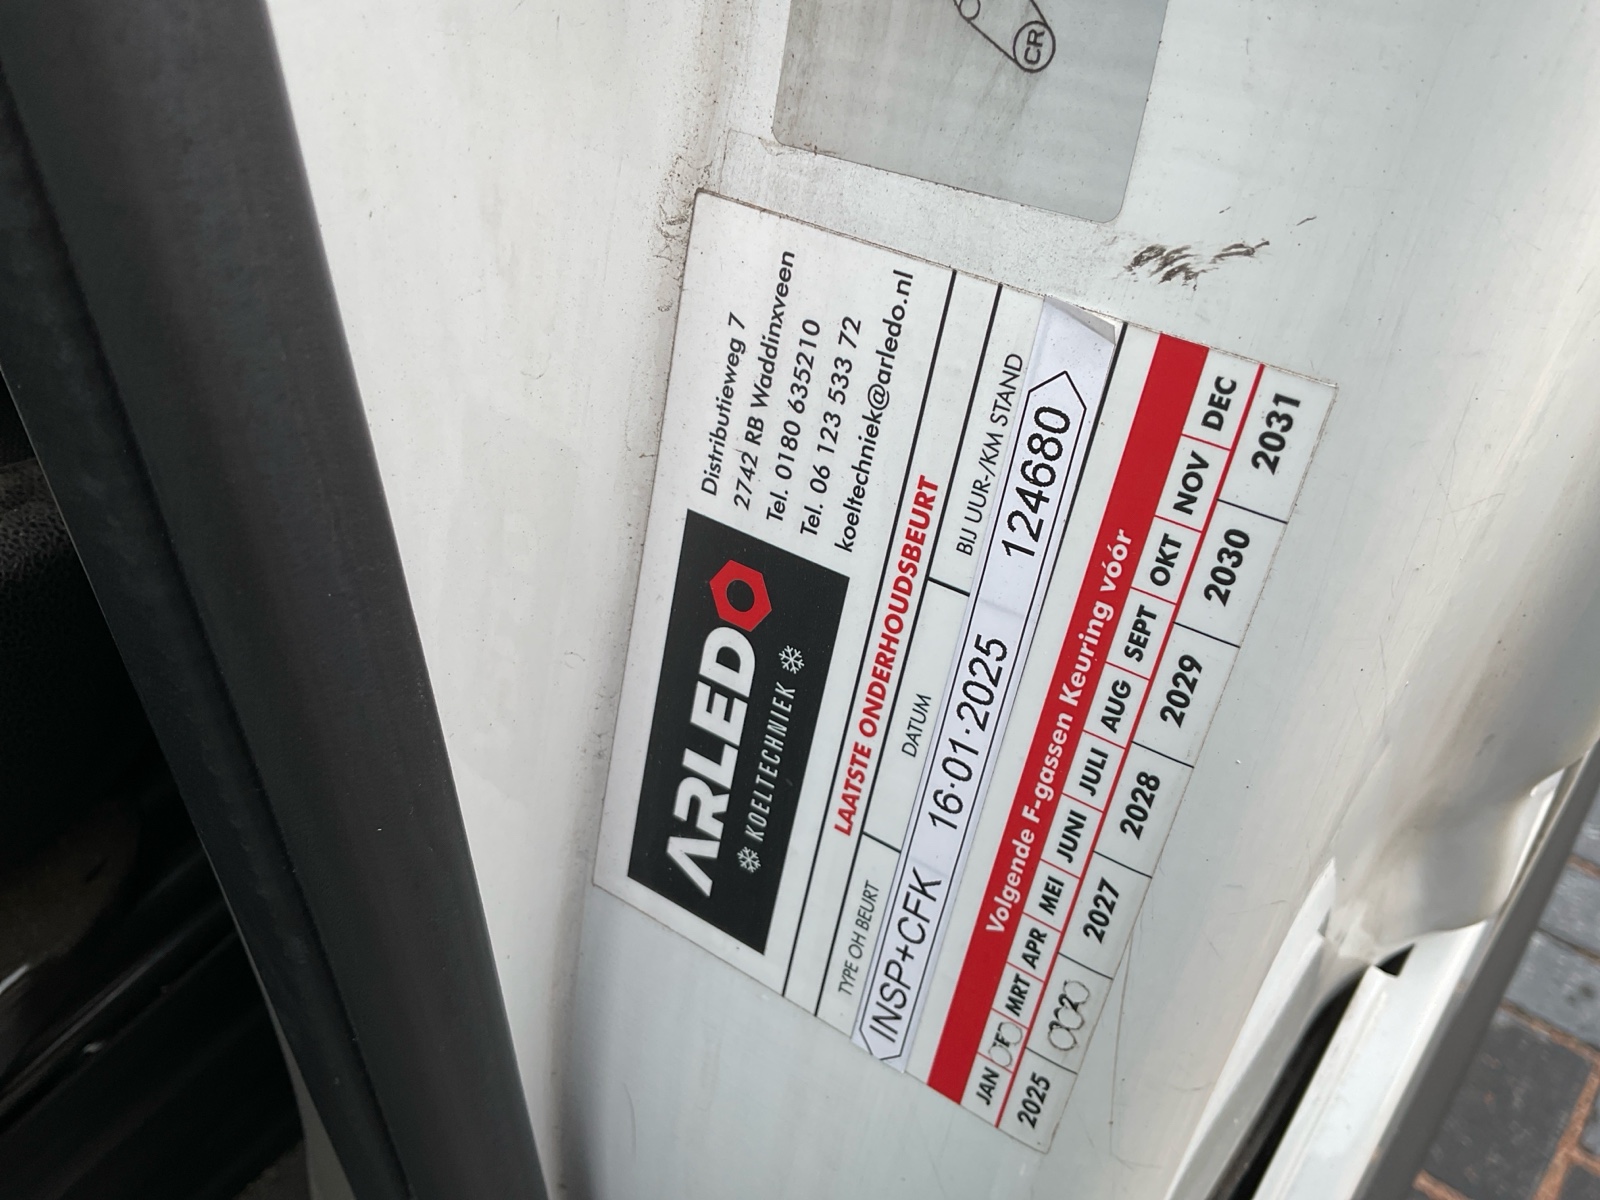 CR
ARLEDO
KOELTECHNIEK
Distributieweg 7
2742 RB Waddinxveen
Tel. 0180 635210
Tel. 06 123 533 72
koeltechniek@arledo.nl
LAATSTE ONDERHOUDSBEURT
TYPE OH BEURT DATUM BIJ UUR-/KM STAND
INSP+CFK 16-01-2025 124680
Volgende F-gassen Keuring vóór
JAN MRT APR MEI JUNI JULI AUG SEPT OKT NOV DEC
2025 2027 2028 2029 2030 2031